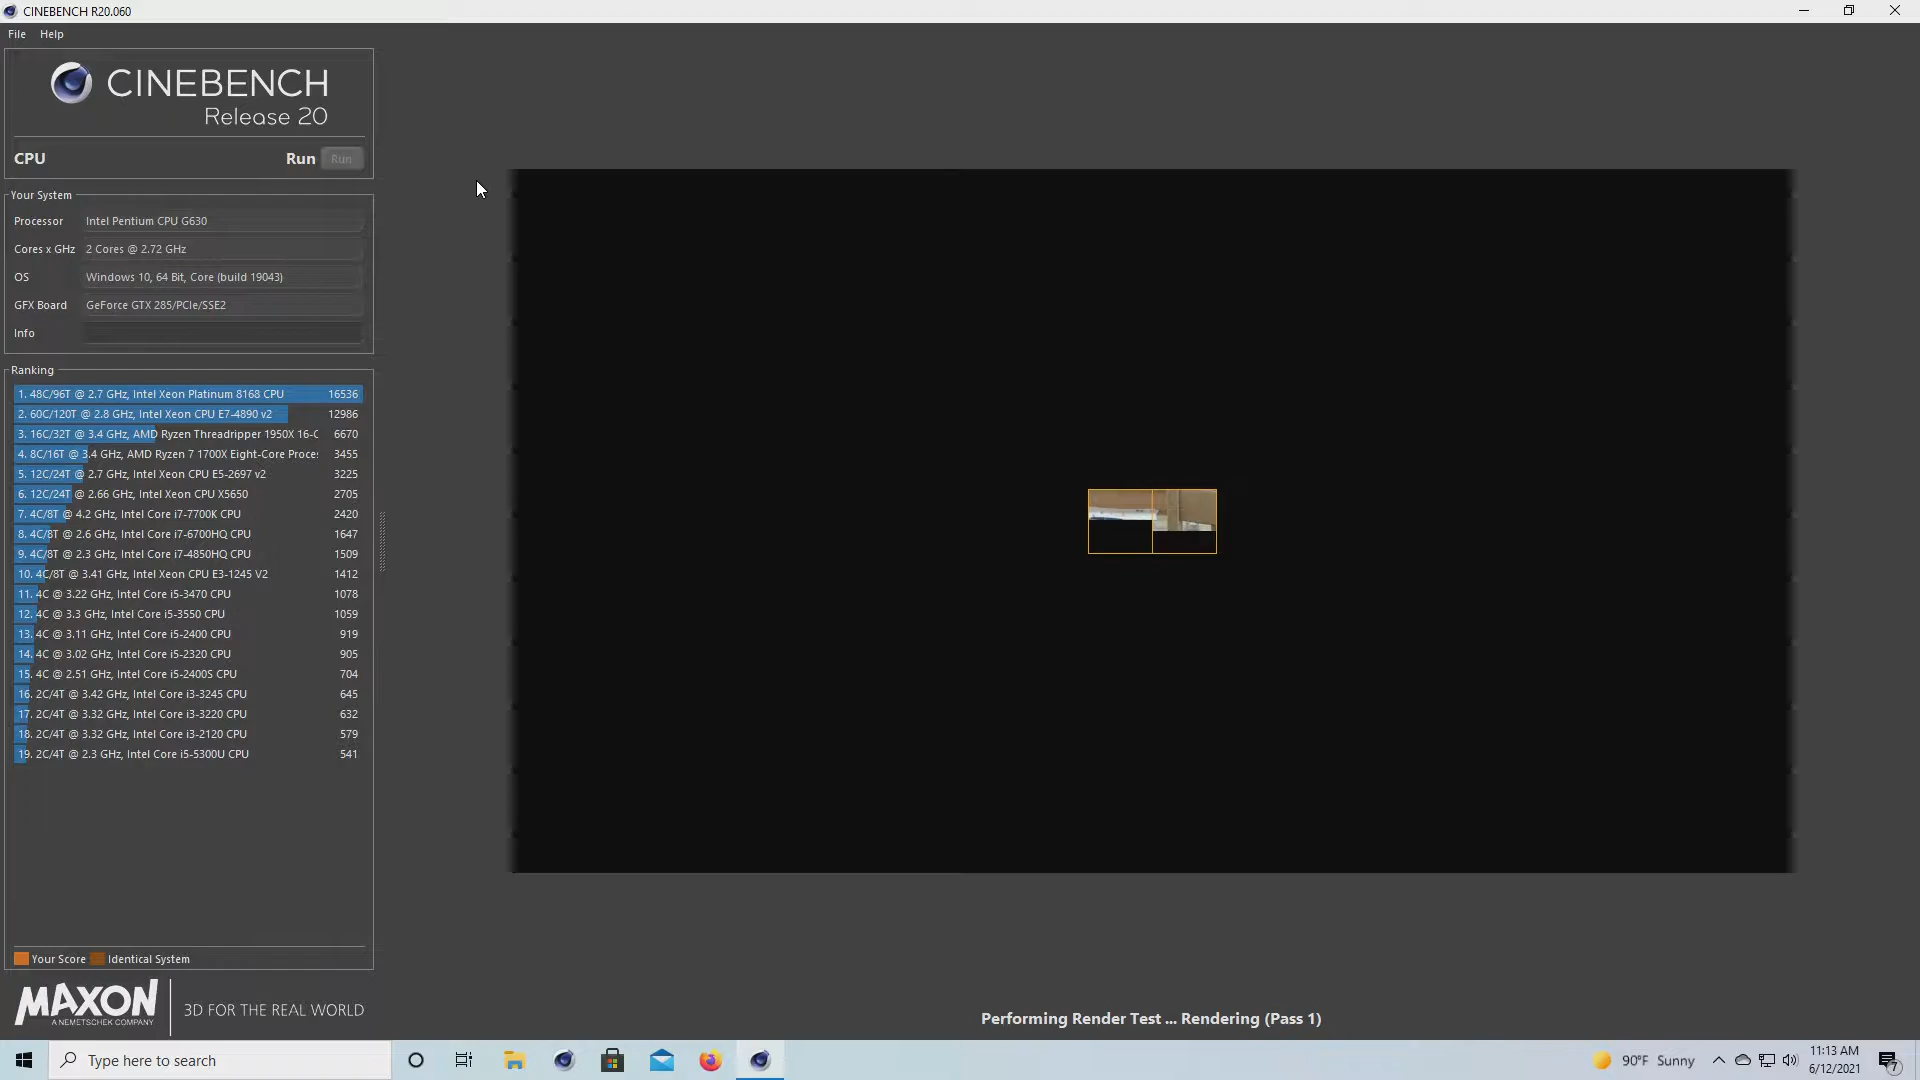 CINEBENCH R20.060
File Help
CINEBENCH
Release 20
CPU Run Run
Your System
Processor Intel Pentium CPU G630
Cores x GHz 2 Cores @ 2.72 GHz
OS Windows 10, 64 Bit, Core (build 19043)
GFX Board GeForce GTX 285/PCIe/SSE2
Info
Ranking
1. 48C/96T @ 2.7 GHz, Intel Xeon Platinum 8168 CPU 16536
2. 60C/120T @ 2.8 GHz, Intel Xeon CPU E7-4890 v2 12986
3. 16C/32T @ 3.4 GHz, AMD Ryzen Threadripper 1950X 16-C 6670
4. 8C/16T @ 3.4 GHz, AMD Ryzen 7 1700X Eight-Core Proces 3455
5. 12C/24T @ 2.7 GHz, Intel Xeon CPU E5-2697 v2 3225
6. 12C/24T @ 2.66 GHz, Intel Xeon CPU X5650 2705
7. 4C/8T @ 4.2 GHz, Intel Core i7-7700K CPU 2420
8. 4C/8T @ 2.6 GHz, Intel Core i7-6700HQ CPU 1647
9. 4C/8T @ 2.3 GHz, Intel Core i7-4850HQ CPU 1509
10. 4C/8T @ 3.41 GHz, Intel Xeon CPU E3-1245 V2 1412
11. 4C @ 3.22 GHz, Intel Core i5-3470 CPU 1078
12. 4C @ 3.3 GHz, Intel Core i5-3550 CPU 1059
13. 4C @ 3.11 GHz, Intel Core i5-2400 CPU 919
14. 4C @ 3.02 GHz, Intel Core i5-2320 CPU 905
15. 4C @ 2.51 GHz, Intel Core i5-2400S CPU 704
16. 2C/4T @ 3.42 GHz, Intel Core i3-3245 CPU 645
17. 2C/4T @ 3.32 GHz, Intel Core i3-3220 CPU 632
18. 2C/4T @ 3.32 GHz, Intel Core i3-2120 CPU 579
19. 2C/4T @ 2.3 GHz, Intel Core i5-5300U CPU 541
Your Score Identical System
MAXON
A NEMETSCHEK COMPANY
3D FOR THE REAL WORLD
Performing Render Test ... Rendering (Pass 1)
Type here to search
90°F Sunny
11:13 AM
6/12/2021
7